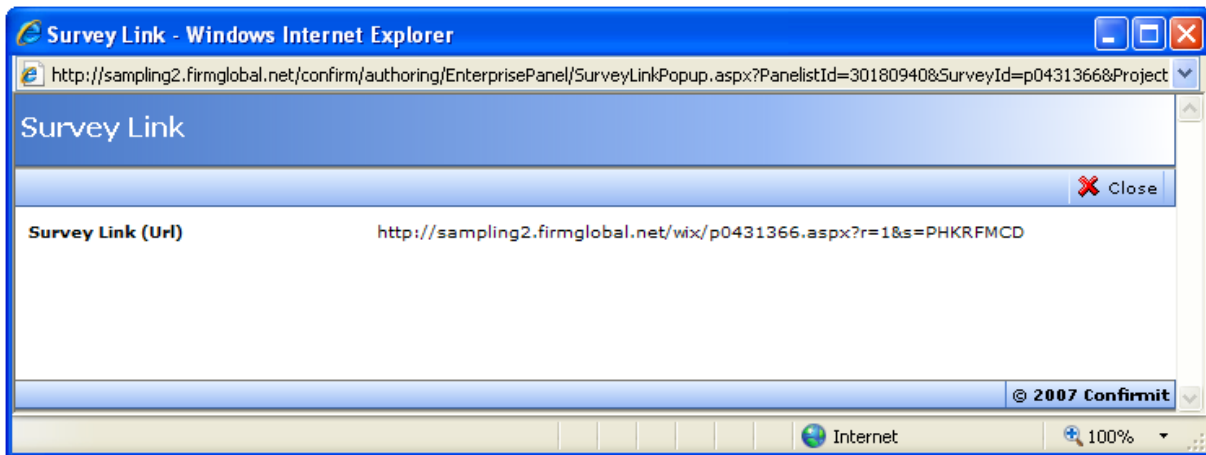 Survey Link - Windows Internet Explorer
http://sampling2.firmglobal.net/confirm/authoring/EnterprisePanel/SurveyLinkPopup.aspx?PanelistId=30180940&SurveyId=p0431366&Project
Survey Link
Close
Survey Link (Url) http://sampling2.firmglobal.net/wix/p0431366.aspx?r=1&s=PHKRFMCD
© 2007 Confirmit
Internet 100%